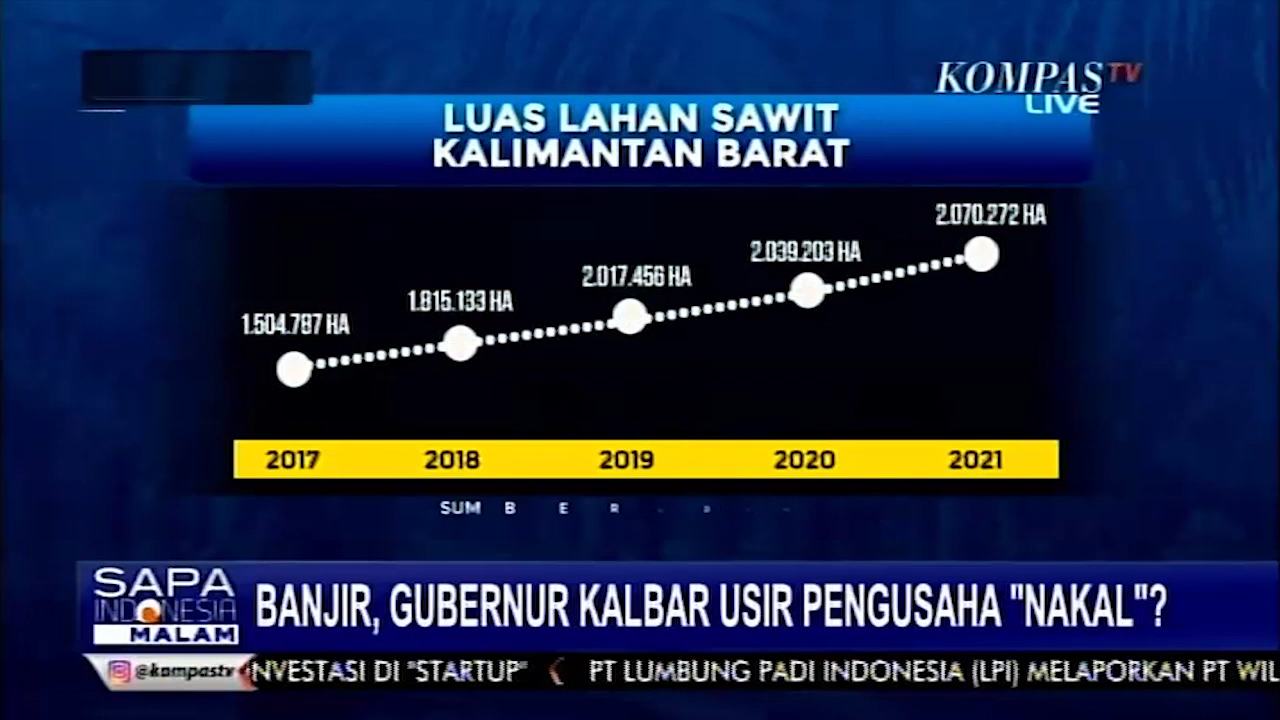 KOMPAS TV
LIVE
LUAS LAHAN SAWIT
KALIMANTAN BARAT
2.070.272 HA
2.039.203 HA
2.017.456 HA
1.815.133 HA
1.504.787 HA
2017 2018 2019 2020 2021
SUMBER
SAPA
INDONESIA
MALAM
BANJIR, GUBERNUR KALBAR USIR PENGUSAHA "NAKAL"?
@kompastv NVESTASI DI "STARTUP" PT LUMBUNG PADI INDONESIA (LPI) MELAPORKAN PT WIL